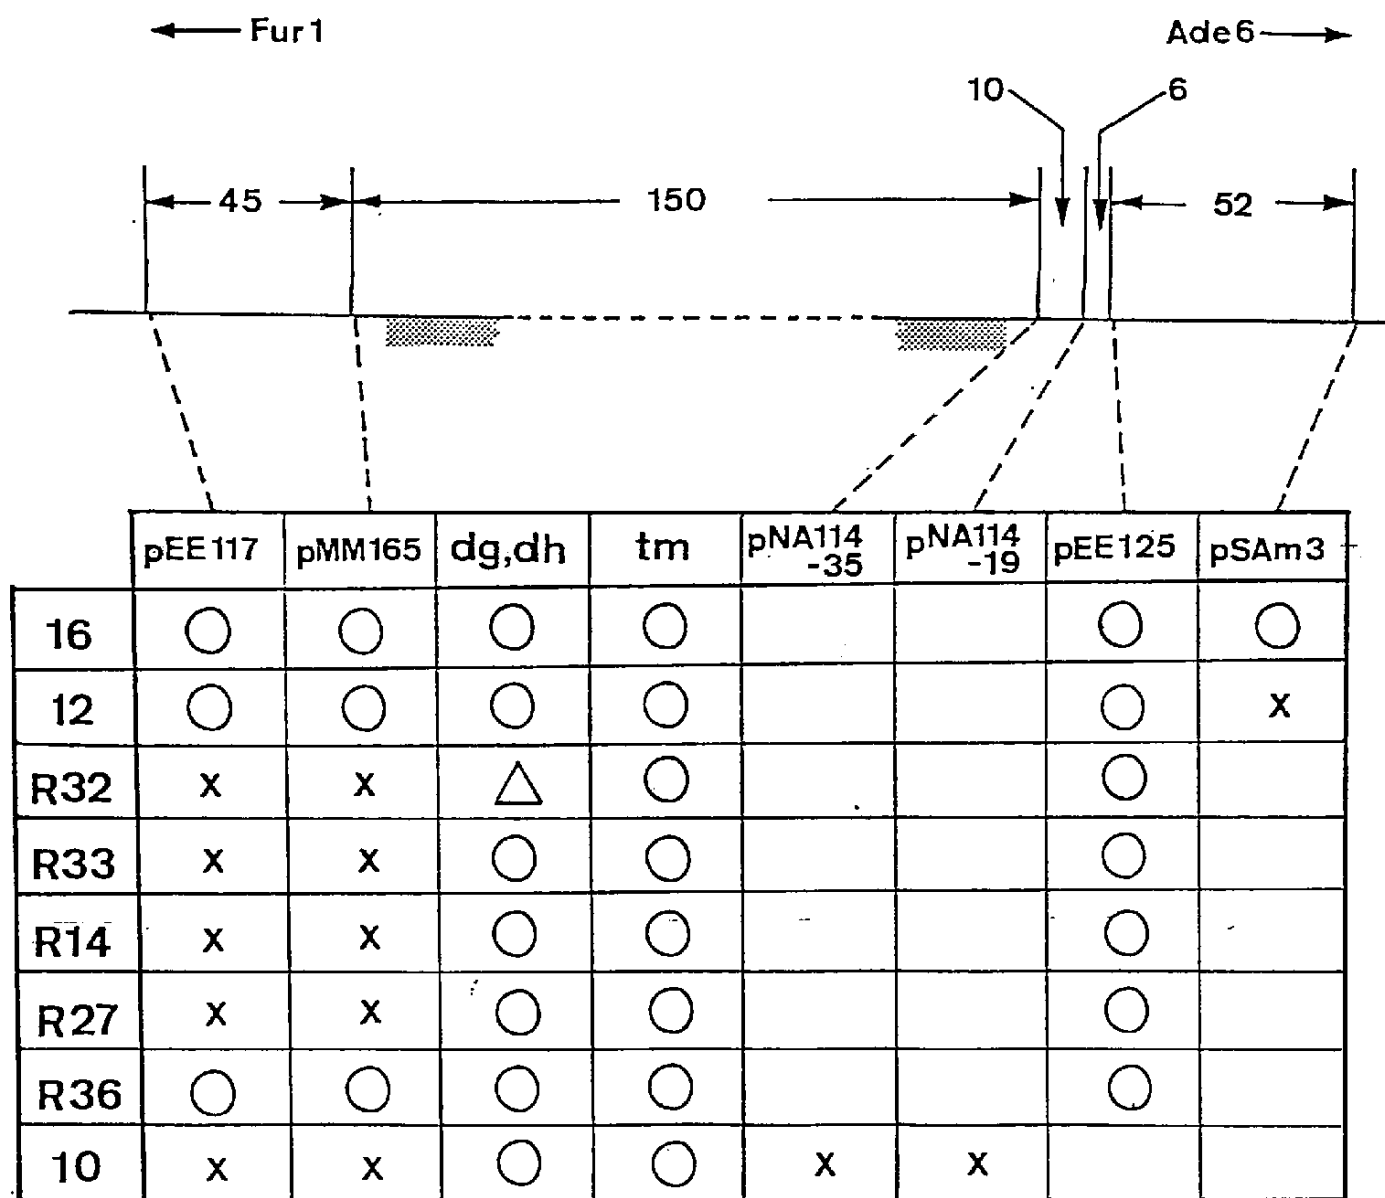 ← Fur1 Ade6 →
10 6
45 150 52
pEE117 pMM165 dg,dh tm pNA114-35 pNA114-19 pEE125 pSAm3
16 ○ ○ ○ ○ ○ ○
12 ○ ○ ○ ○ ○ x
R32 x x △ ○ ○
R33 x x ○ ○ ○
R14 x x ○ ○ ○
R27 x x ○ ○ ○
R36 ○ ○ ○ ○ ○
10 x x ○ ○ x x